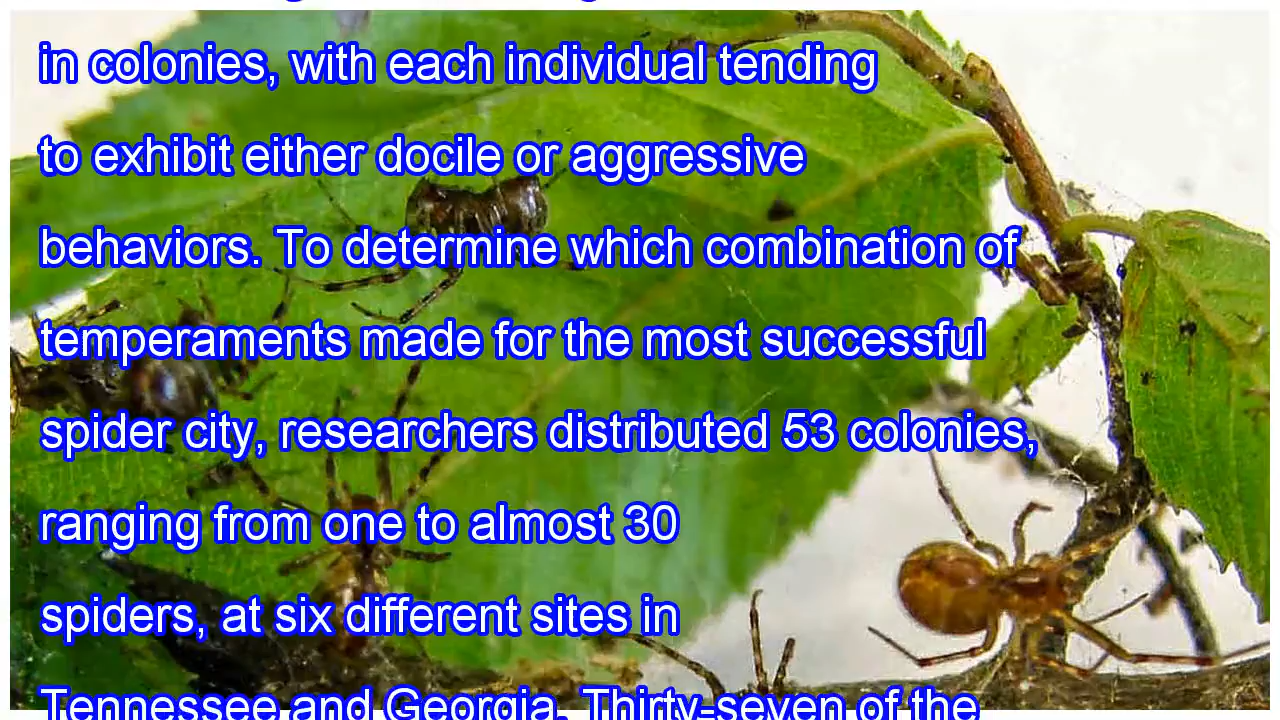 in colonies, with each individual tending
to exhibit either docile or aggressive
behaviors. To determine which combination of
temperaments made for the most successful
spider city, researchers distributed 53 colonies,
ranging from one to almost 30
spiders, at six different sites in
Tennessee and Georgia. Thirty-seven of the